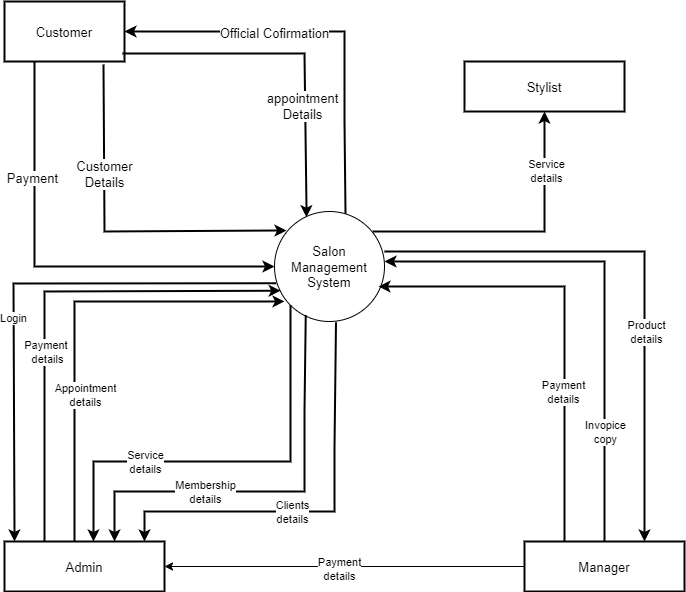 Customer
Official Cofirmation
appointment
Details
Stylist
Customer
Details
Payment
Service
details
Salon
Management
System
Login
Payment
details
Appointment
details
Product
details
Payment
details
Invopice
copy
Service
details
Membership
details
Clients
details
Admin
Payment
details
Manager